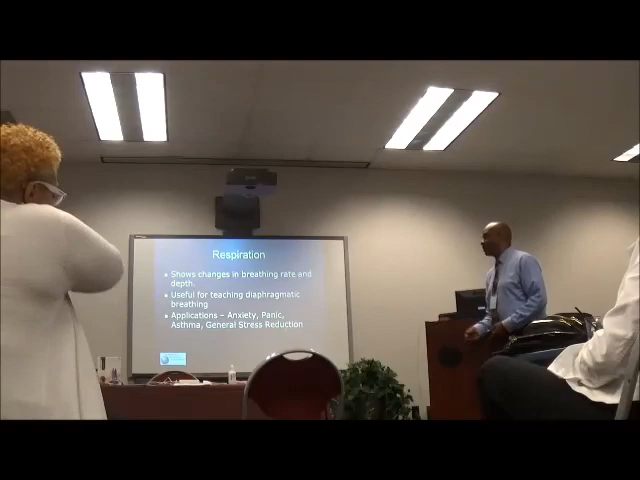 Respiration
Shows changes in breathing rate and
depth.
Useful for teaching diaphragmatic
breathing
Applications – Anxiety, Panic,
Asthma, General Stress Reduction